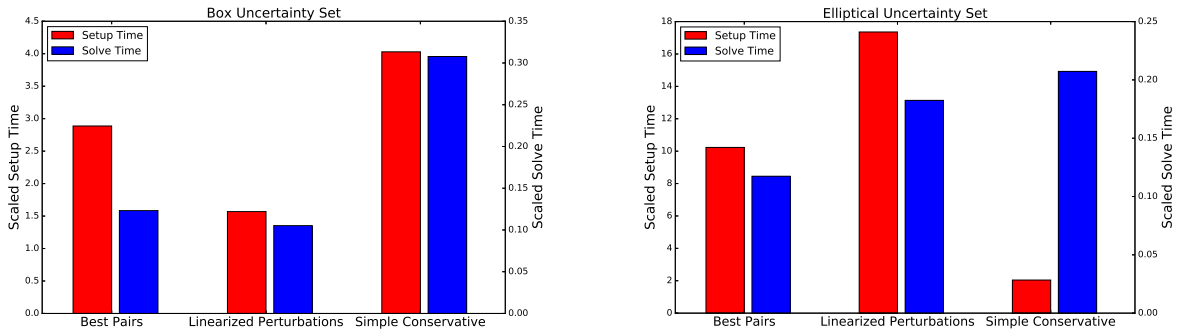 Box Uncertainty Set
Setup Time
Solve Time
Scaled Setup Time
4.5
4.0
3.5
3.0
2.5
2.0
1.5
1.0
0.5
0.0
0.35
0.30
0.25
0.20
0.15
0.10
0.05
0.00
Scaled Solve Time
Best Pairs Linearized Perturbations Simple Conservative
Elliptical Uncertainty Set
Setup Time
Solve Time
Scaled Setup Time
18
16
14
12
10
8
6
4
2
0
0.25
0.20
0.15
0.10
0.05
0.00
Scaled Solve Time
Best Pairs Linearized Perturbations Simple Conservative